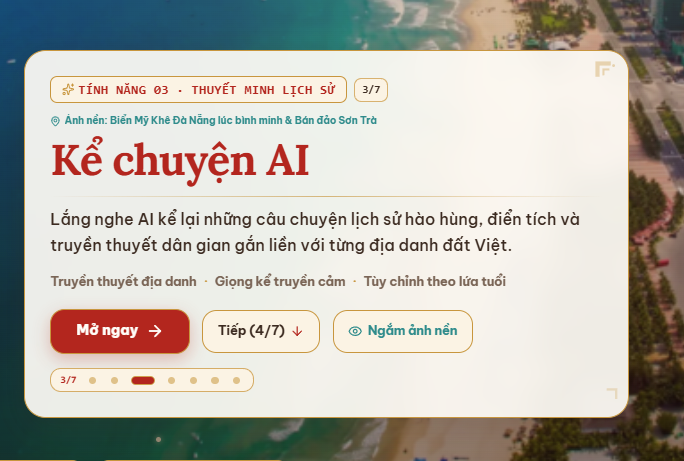 TÍNH NĂNG 03 · THUYẾT MINH LỊCH SỬ
3/7
Ảnh nền: Biển Mỹ Khê Đà Nẵng lúc bình minh & Bán đảo Sơn Trà
Kể chuyện AI
Lắng nghe AI kể lại những câu chuyện lịch sử hào hùng, điển tích và
truyền thuyết dân gian gắn liền với từng địa danh đất Việt.
Truyền thuyết địa danh · Giọng kể truyền cảm · Tùy chỉnh theo lứa tuổi
Mở ngay →
Tiếp (4/7) ↓
Ngắm ảnh nền
3/7